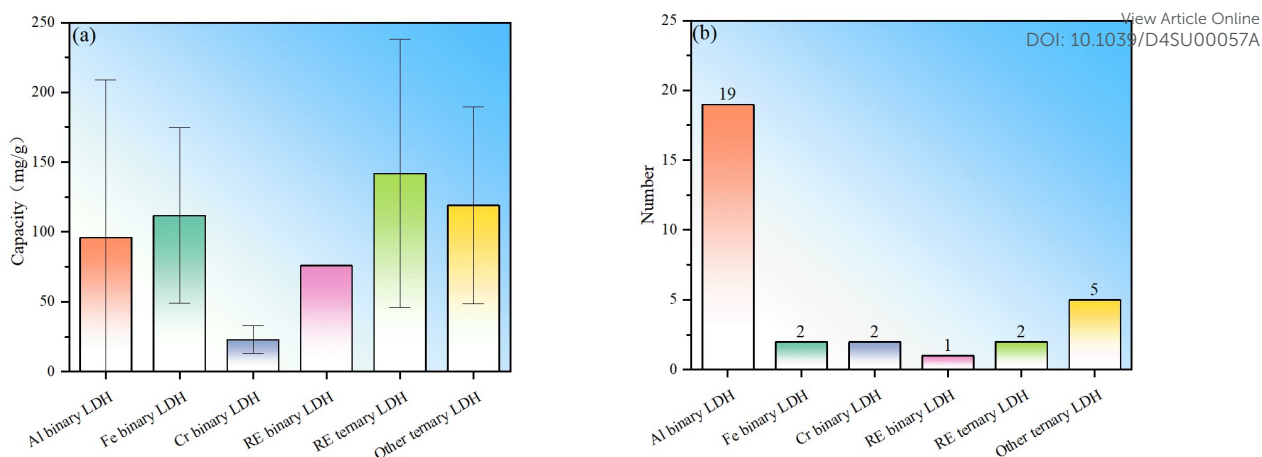 View Article Online
DOI: 10.1039/D4SU00057A
(a)
250
200
150
100
50
0
Capacity（mg/g）
Al binary LDH
Fe binary LDH
Cr binary LDH
RE binary LDH
RE ternary LDH
Other ternary LDH
(b)
25
20
15
10
5
0
Number
19
2
2
1
2
5
Al binary LDH
Fe binary LDH
Cr binary LDH
RE binary LDH
RE ternary LDH
Other ternary LDH